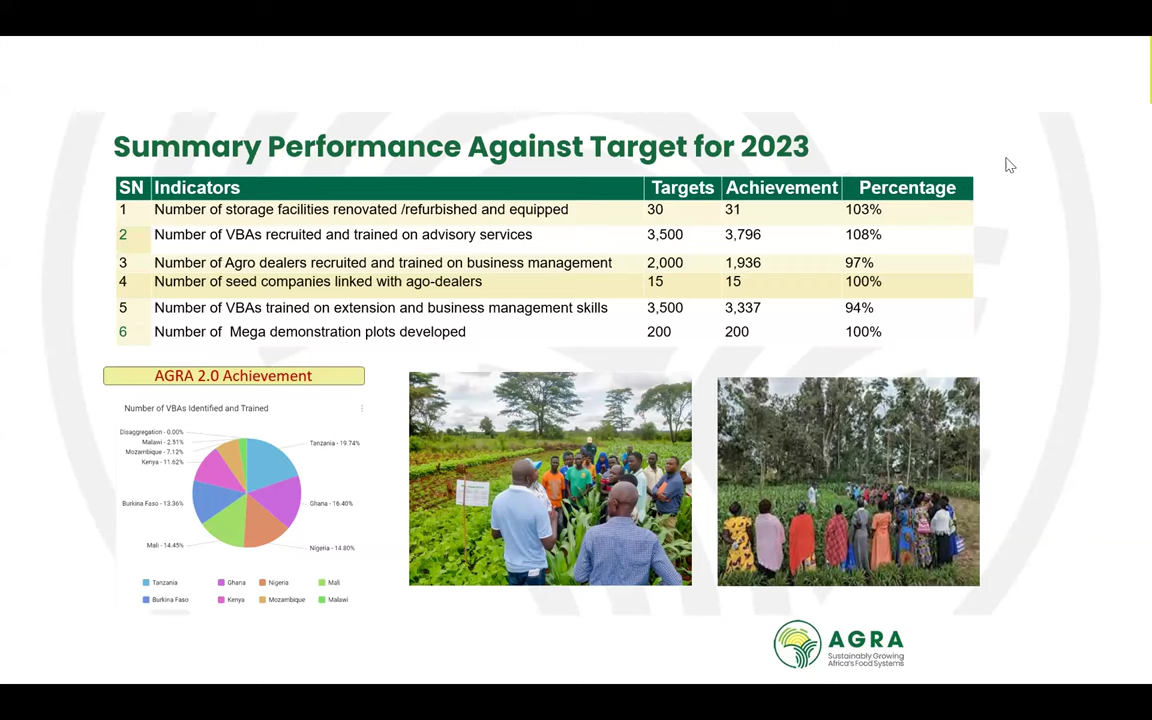 Summary Performance Against Target for 2023
SN Indicators Targets Achievement Percentage
1 Number of storage facilities renovated /refurbished and equipped 30 31 103%
2 Number of VBAs recruited and trained on advisory services 3,500 3,796 108%
3 Number of Agro dealers recruited and trained on business management 2,000 1,936 97%
4 Number of seed companies linked with ago-dealers 15 15 100%
5 Number of VBAs trained on extension and business management skills 3,500 3,337 94%
6 Number of Mega demonstration plots developed 200 200 100%
AGRA 2.0 Achievement
Number of VBAs Identified and Trained
Disaggregation - 0.00%
Malawi - 2.51%
Mozambique - 7.12%
Kenya - 11.62%
Burkina Faso - 13.36%
Mali - 14.45%
Tanzania - 19.74%
Ghana - 16.40%
Nigeria - 14.80%
Tanzania Ghana Nigeria Mali
Burkina Faso Kenya Mozambique Malawi
AGRA
Sustainably Growing
Africa's Food Systems